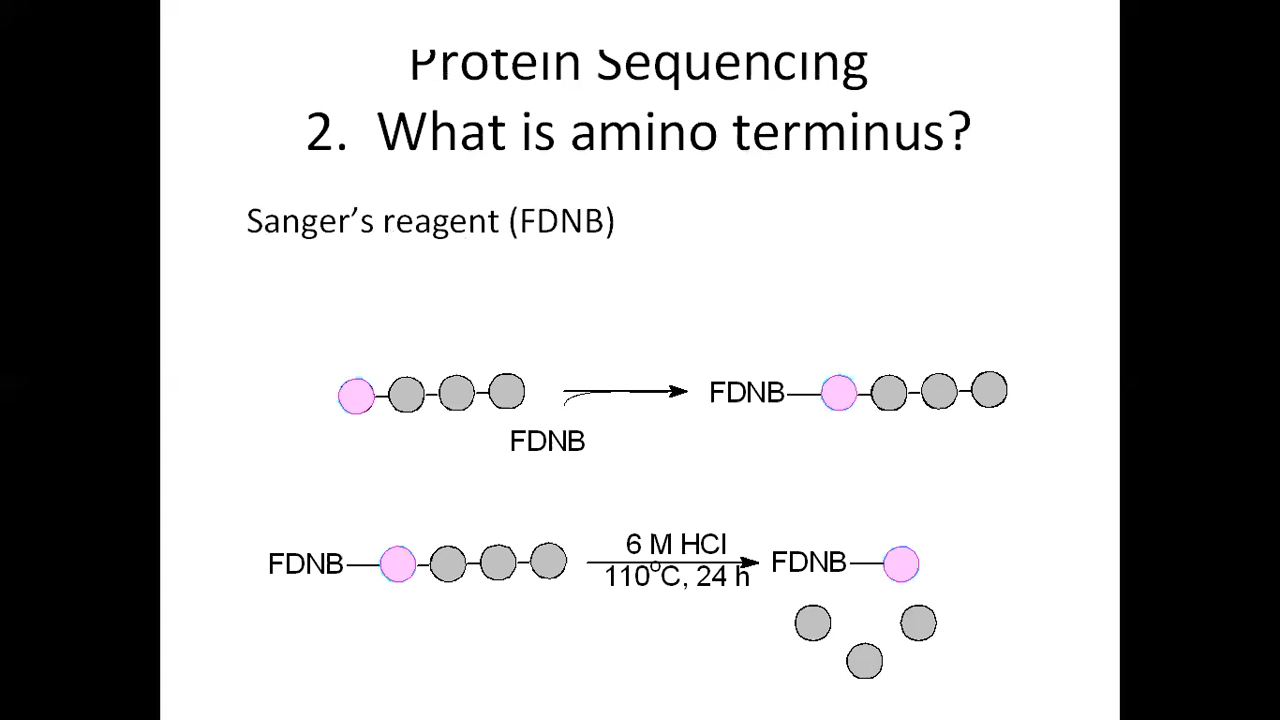 Protein Sequencing
2. What is amino terminus?
Sanger’s reagent (FDNB)
FDNB
FDNB
FDNB
6 M HCl
110°C, 24 h
FDNB